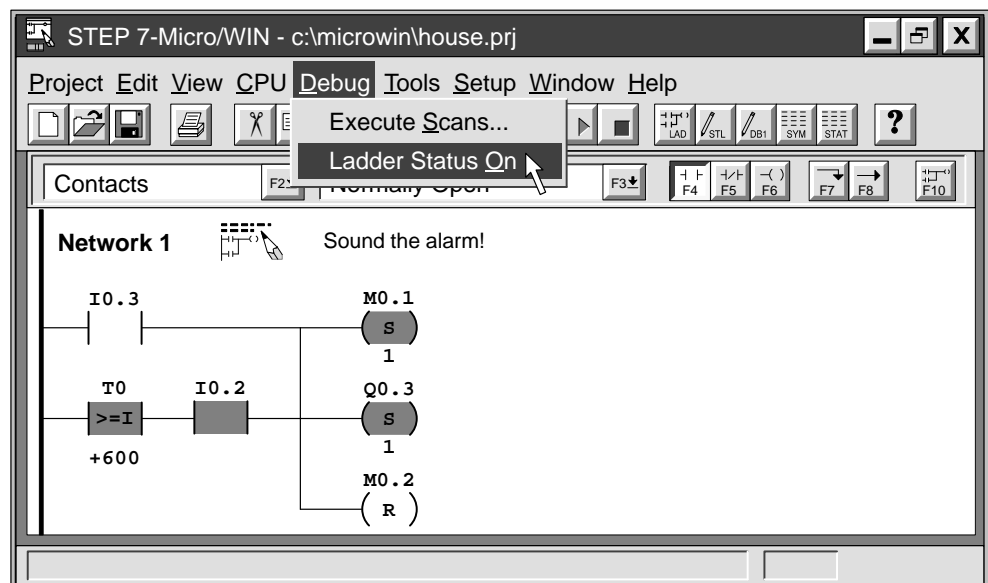 STEP 7-Micro/WIN - c:\microwin\house.prj
Project Edit View CPU Debug Tools Setup Window Help
Execute Scans...
LAD STL DB1 SYM STAT ?
Ladder Status On
Contacts F2 Normally Open F3 F4 F5 F6 F7 F8 F10
Network 1 Sound the alarm!
I0.3 M0.1
S
1
T0 I0.2 Q0.3
>=I S
+600 1
M0.2
R